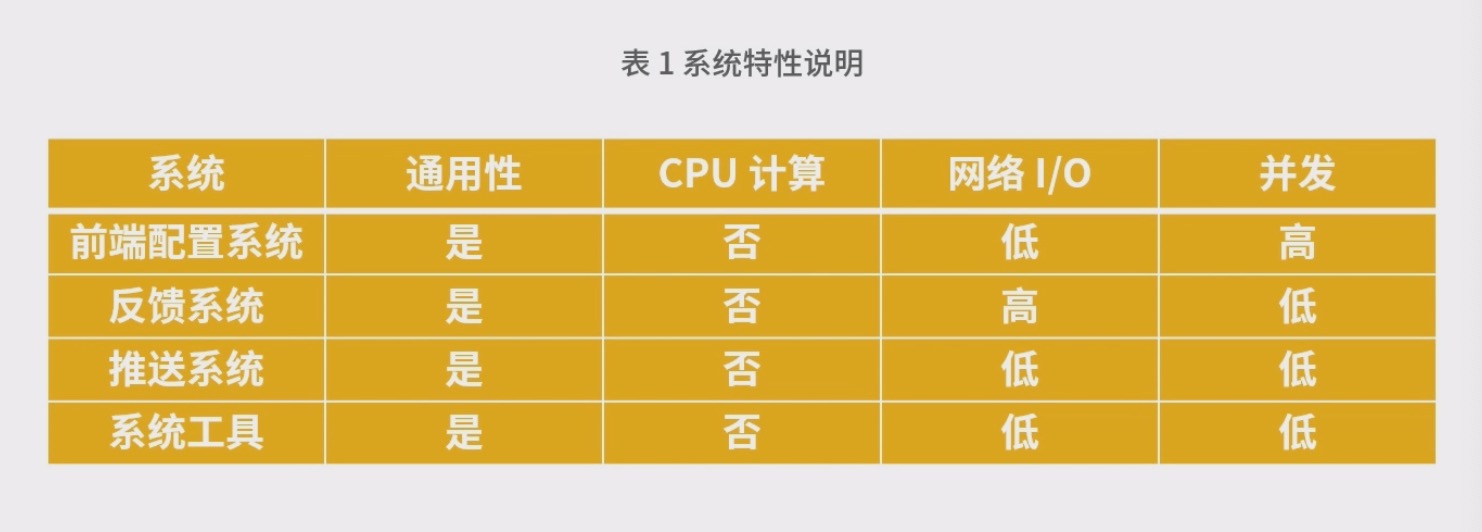 表 1 系统特性说明
系统 通用性 CPU 计算 网络 I/O 并发
前端配置系统 是 否 低 高
反馈系统 是 否 高 低
推送系统 是 否 低 低
系统工具 是 否 低 低